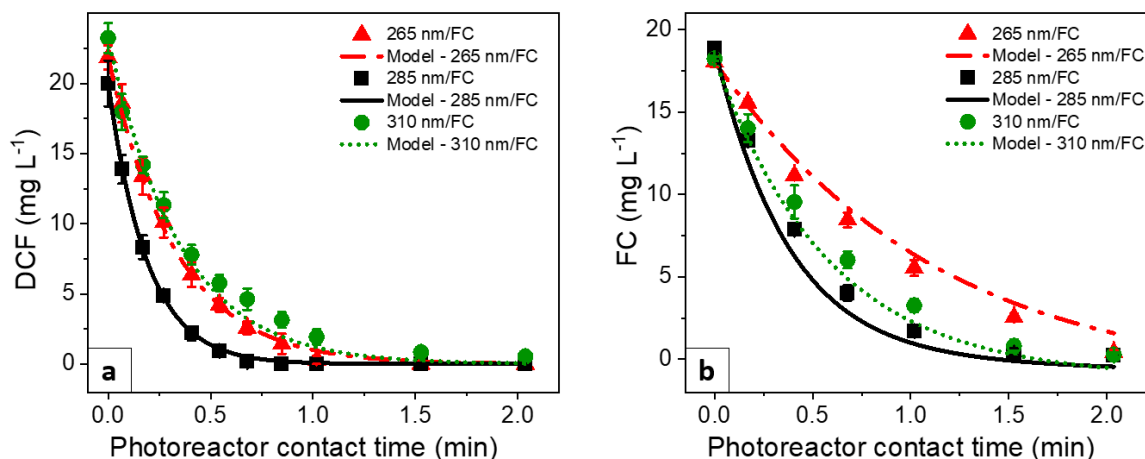 DCF (mg L⁻¹)
20
15
10
5
0
265 nm/FC
Model - 265 nm/FC
285 nm/FC
Model - 285 nm/FC
310 nm/FC
Model - 310 nm/FC
a
0.0 0.5 1.0 1.5 2.0
Photoreactor contact time (min)
FC (mg L⁻¹)
20
15
10
5
0
265 nm/FC
Model - 265 nm/FC
285 nm/FC
Model - 285 nm/FC
310 nm/FC
Model - 310 nm/FC
b
0.0 0.5 1.0 1.5 2.0
Photoreactor contact time (min)